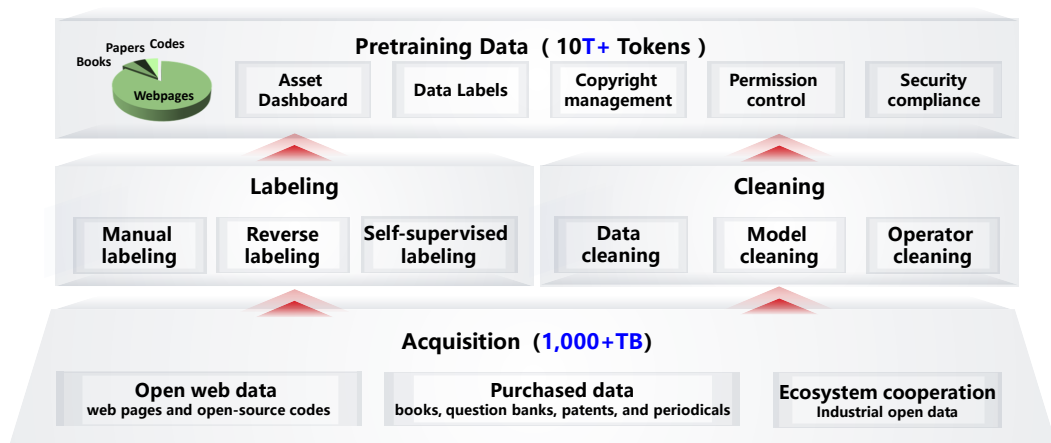 Pretraining Data ( 10T+ Tokens )
Codes
Papers
Books
Webpages
Asset
Dashboard
Data Labels
Copyright
management
Permission
control
Security
compliance
Labeling
Manual
labeling
Reverse
labeling
Self-supervised
labeling
Cleaning
Data
cleaning
Model
cleaning
Operator
cleaning
Acquisition (1,000+TB)
Open web data
web pages and open-source codes
Purchased data
books, question banks, patents, and periodicals
Ecosystem cooperation
Industrial open data